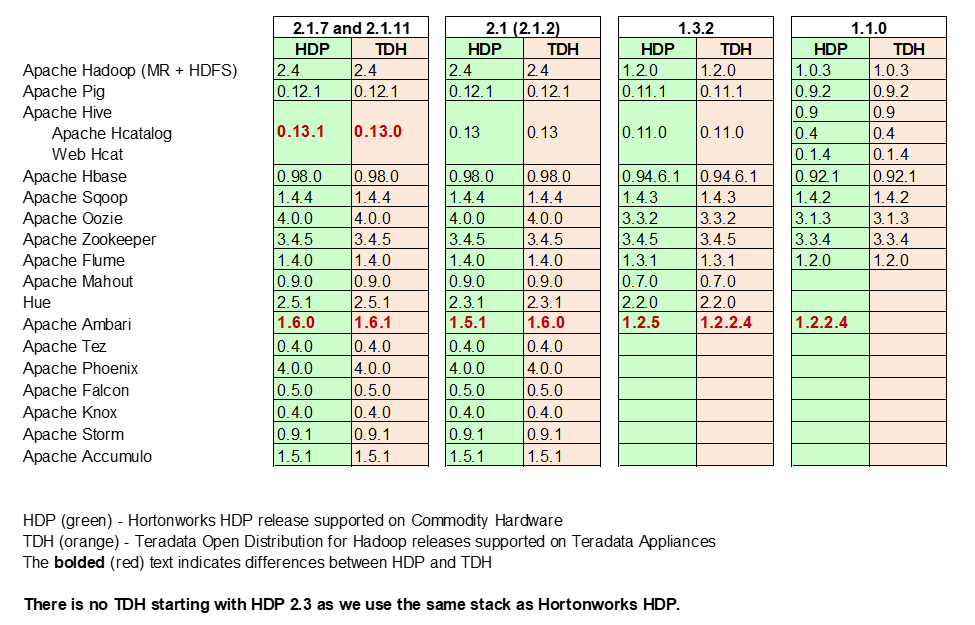 2.1.7 and 2.1.11 2.1 (2.1.2) 1.3.2 1.1.0
HDP TDH HDP TDH HDP TDH HDP TDH
Apache Hadoop (MR + HDFS) 2.4 2.4 2.4 2.4 1.2.0 1.2.0 1.0.3 1.0.3
Apache Pig 0.12.1 0.12.1 0.12.1 0.12.1 0.11.1 0.11.1 0.9.2 0.9.2
Apache Hive 0.9 0.9
Apache Hcatalog 0.13.1 0.13.0 0.13 0.13 0.11.0 0.11.0 0.4 0.4
Web Hcat 0.1.4 0.1.4
Apache Hbase 0.98.0 0.98.0 0.98.0 0.98.0 0.94.6.1 0.94.6.1 0.92.1 0.92.1
Apache Sqoop 1.4.4 1.4.4 1.4.4 1.4.4 1.4.3 1.4.3 1.4.2 1.4.2
Apache Oozie 4.0.0 4.0.0 4.0.0 4.0.0 3.3.2 3.3.2 3.1.3 3.1.3
Apache Zookeeper 3.4.5 3.4.5 3.4.5 3.4.5 3.4.5 3.4.5 3.3.4 3.3.4
Apache Flume 1.4.0 1.4.0 1.4.0 1.4.0 1.3.1 1.3.1 1.2.0 1.2.0
Apache Mahout 0.9.0 0.9.0 0.9.0 0.9.0 0.7.0 0.7.0
Hue 2.5.1 2.5.1 2.3.1 2.3.1 2.2.0 2.2.0
Apache Ambari 1.6.0 1.6.1 1.5.1 1.6.0 1.2.5 1.2.2.4 1.2.2.4
Apache Tez 0.4.0 0.4.0 0.4.0 0.4.0
Apache Phoenix 4.0.0 4.0.0 4.0.0 4.0.0
Apache Falcon 0.5.0 0.5.0 0.5.0 0.5.0
Apache Knox 0.4.0 0.4.0 0.4.0 0.4.0
Apache Storm 0.9.1 0.9.1 0.9.1 0.9.1
Apache Accumulo 1.5.1 1.5.1 1.5.1 1.5.1
HDP (green) - Hortonworks HDP release supported on Commodity Hardware
TDH (orange) - Teradata Open Distribution for Hadoop releases supported on Teradata Appliances
The bolded (red) text indicates differences between HDP and TDH
There is no TDH starting with HDP 2.3 as we use the same stack as Hortonworks HDP.